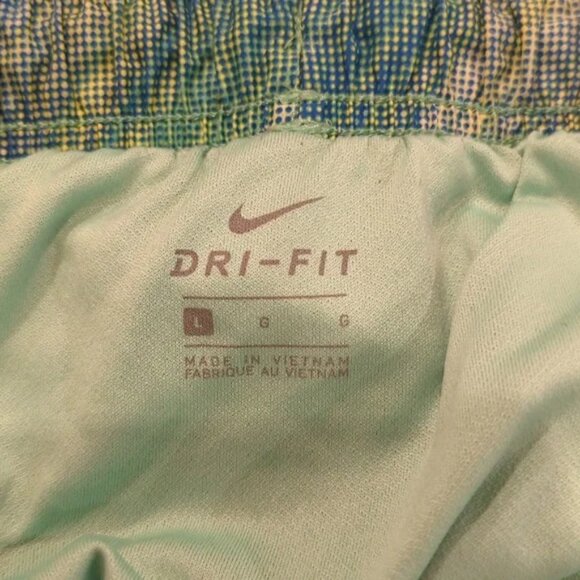 DRI-FIT
L G G
MADE IN VIETNAM
FABRIQUE AU VIETNAM